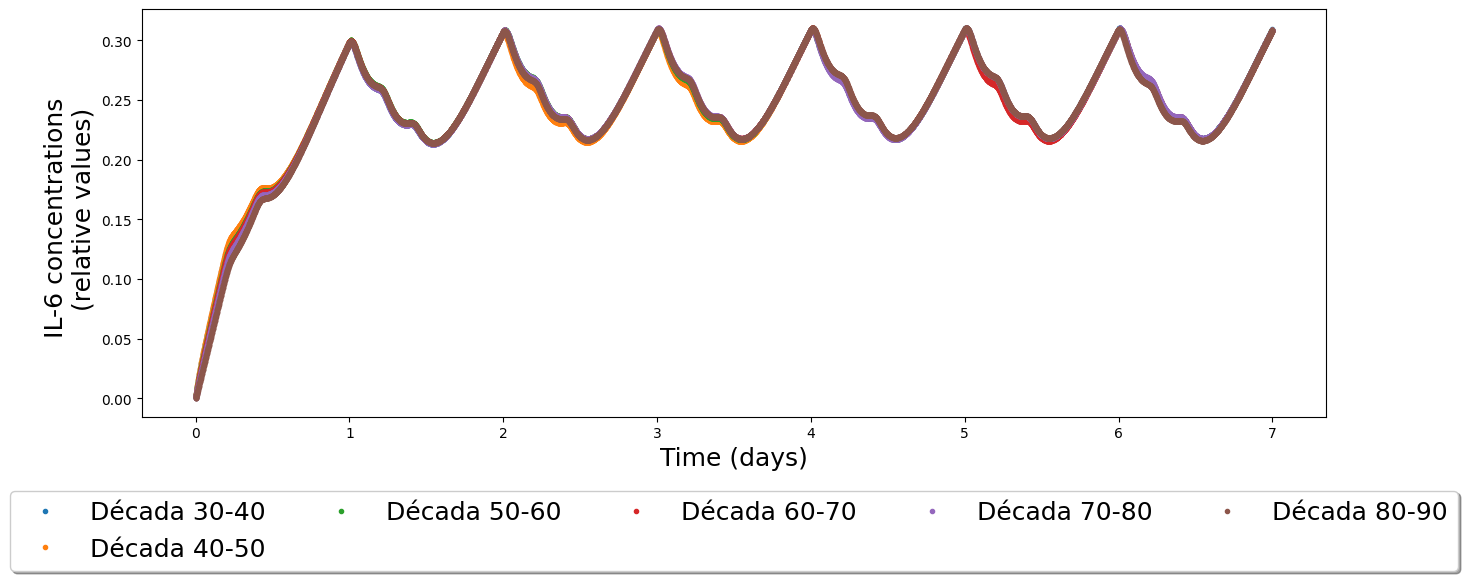 0.30
0.25
0.20
0.15
0.10
0.05
0.00
IL-6 concentrations
(relative values)
0 1 2 3 4 5 6 7
Time (days)
Década 30-40 Década 50-60 Década 60-70 Década 70-80 Década 80-90
Década 40-50